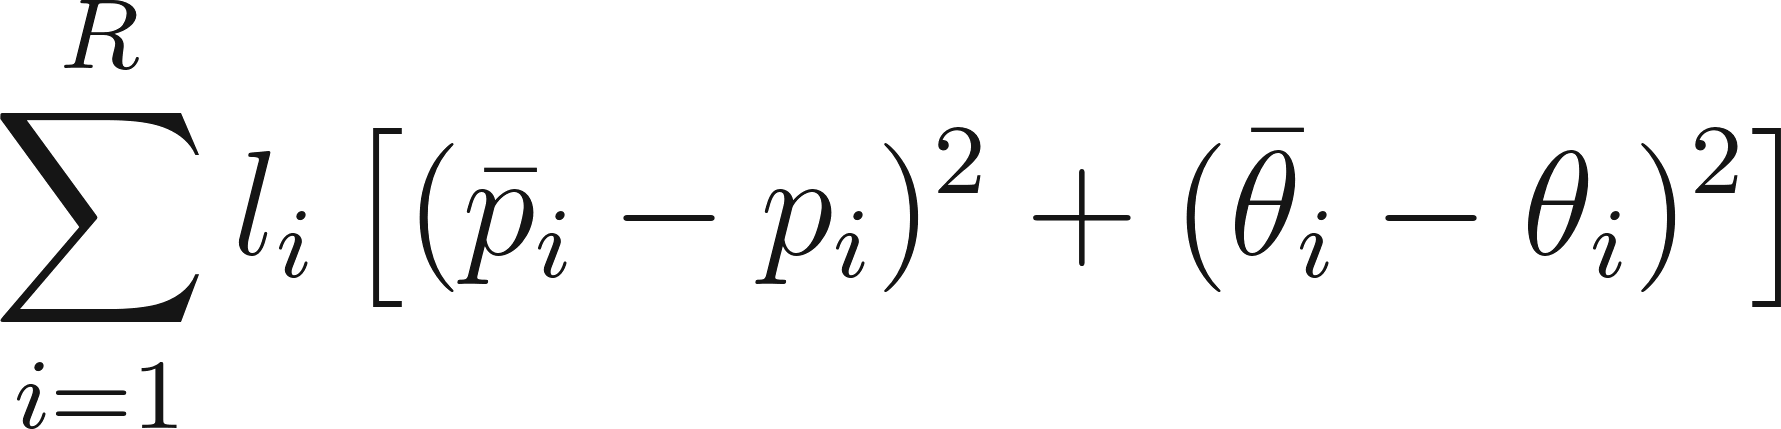 \sum_{i=1}^{R} l_i \left[ (\bar{p}_i - p_i)^2 + (\bar{\theta}_i - \theta_i)^2 \right]